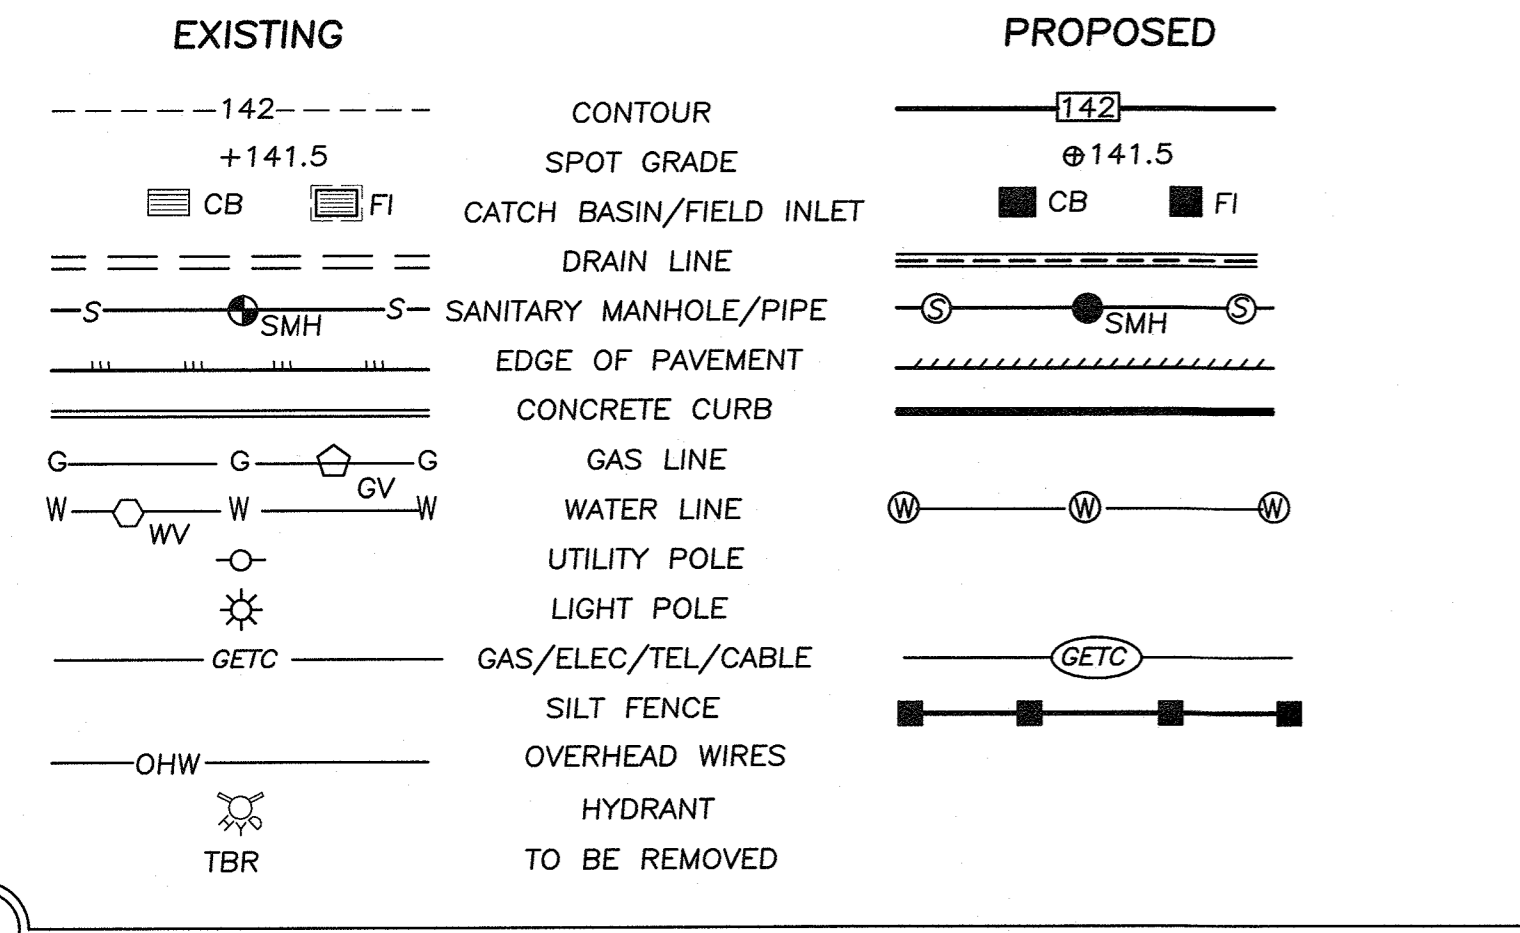 EXISTING PROPOSED
142 CONTOUR 142
+141.5 SPOT GRADE ⊕141.5
CB FI CATCH BASIN/FIELD INLET CB FI
DRAIN LINE
S SMH S SANITARY MANHOLE/PIPE S SMH S
EDGE OF PAVEMENT
CONCRETE CURB
G G GV G GAS LINE
W WV W W WATER LINE W W W
UTILITY POLE
LIGHT POLE
GETC GAS/ELEC/TEL/CABLE GETC
SILT FENCE
OHW OVERHEAD WIRES
HYD HYDRANT
TBR TO BE REMOVED